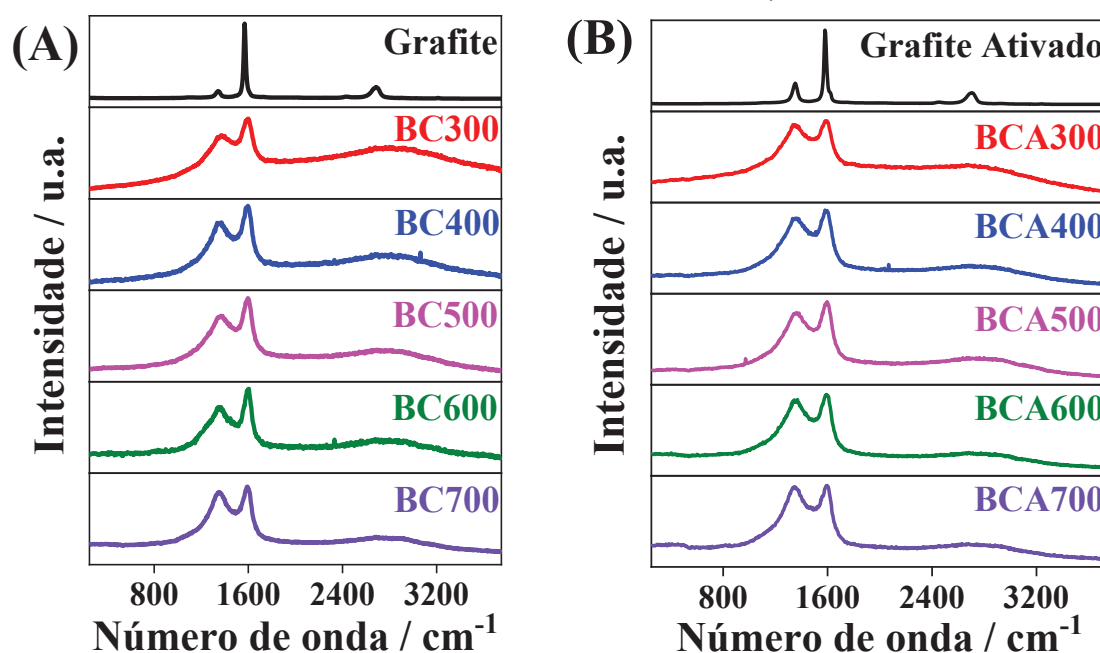 (A)
Grafite
BC300
BC400
BC500
BC600
BC700
Intensidade / u.a.
800 1600 2400 3200
Número de onda / cm-1
(B)
Grafite Ativado
BCA300
BCA400
BCA500
BCA600
BCA700
Intensidade / u.a.
800 1600 2400 3200
Número de onda / cm-1